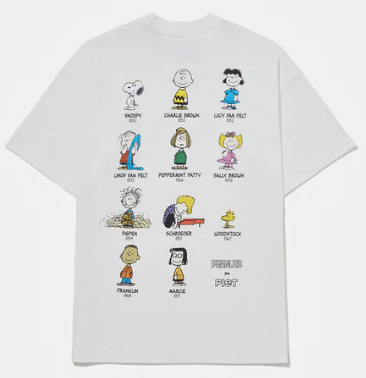 SNOOPY
1950
CHARLIE BROWN
1950
LUCY VAN PELT
1952
LINUS VAN PELT
1952
PEPPERMINT PATTY
1966
SALLY BROWN
1959
PIGPEN
1954
SCHROEDER
1951
WOODSTOCK
1967
FRANKLIN
1968
MARCIE
1971
PEANUTS
×
PICT